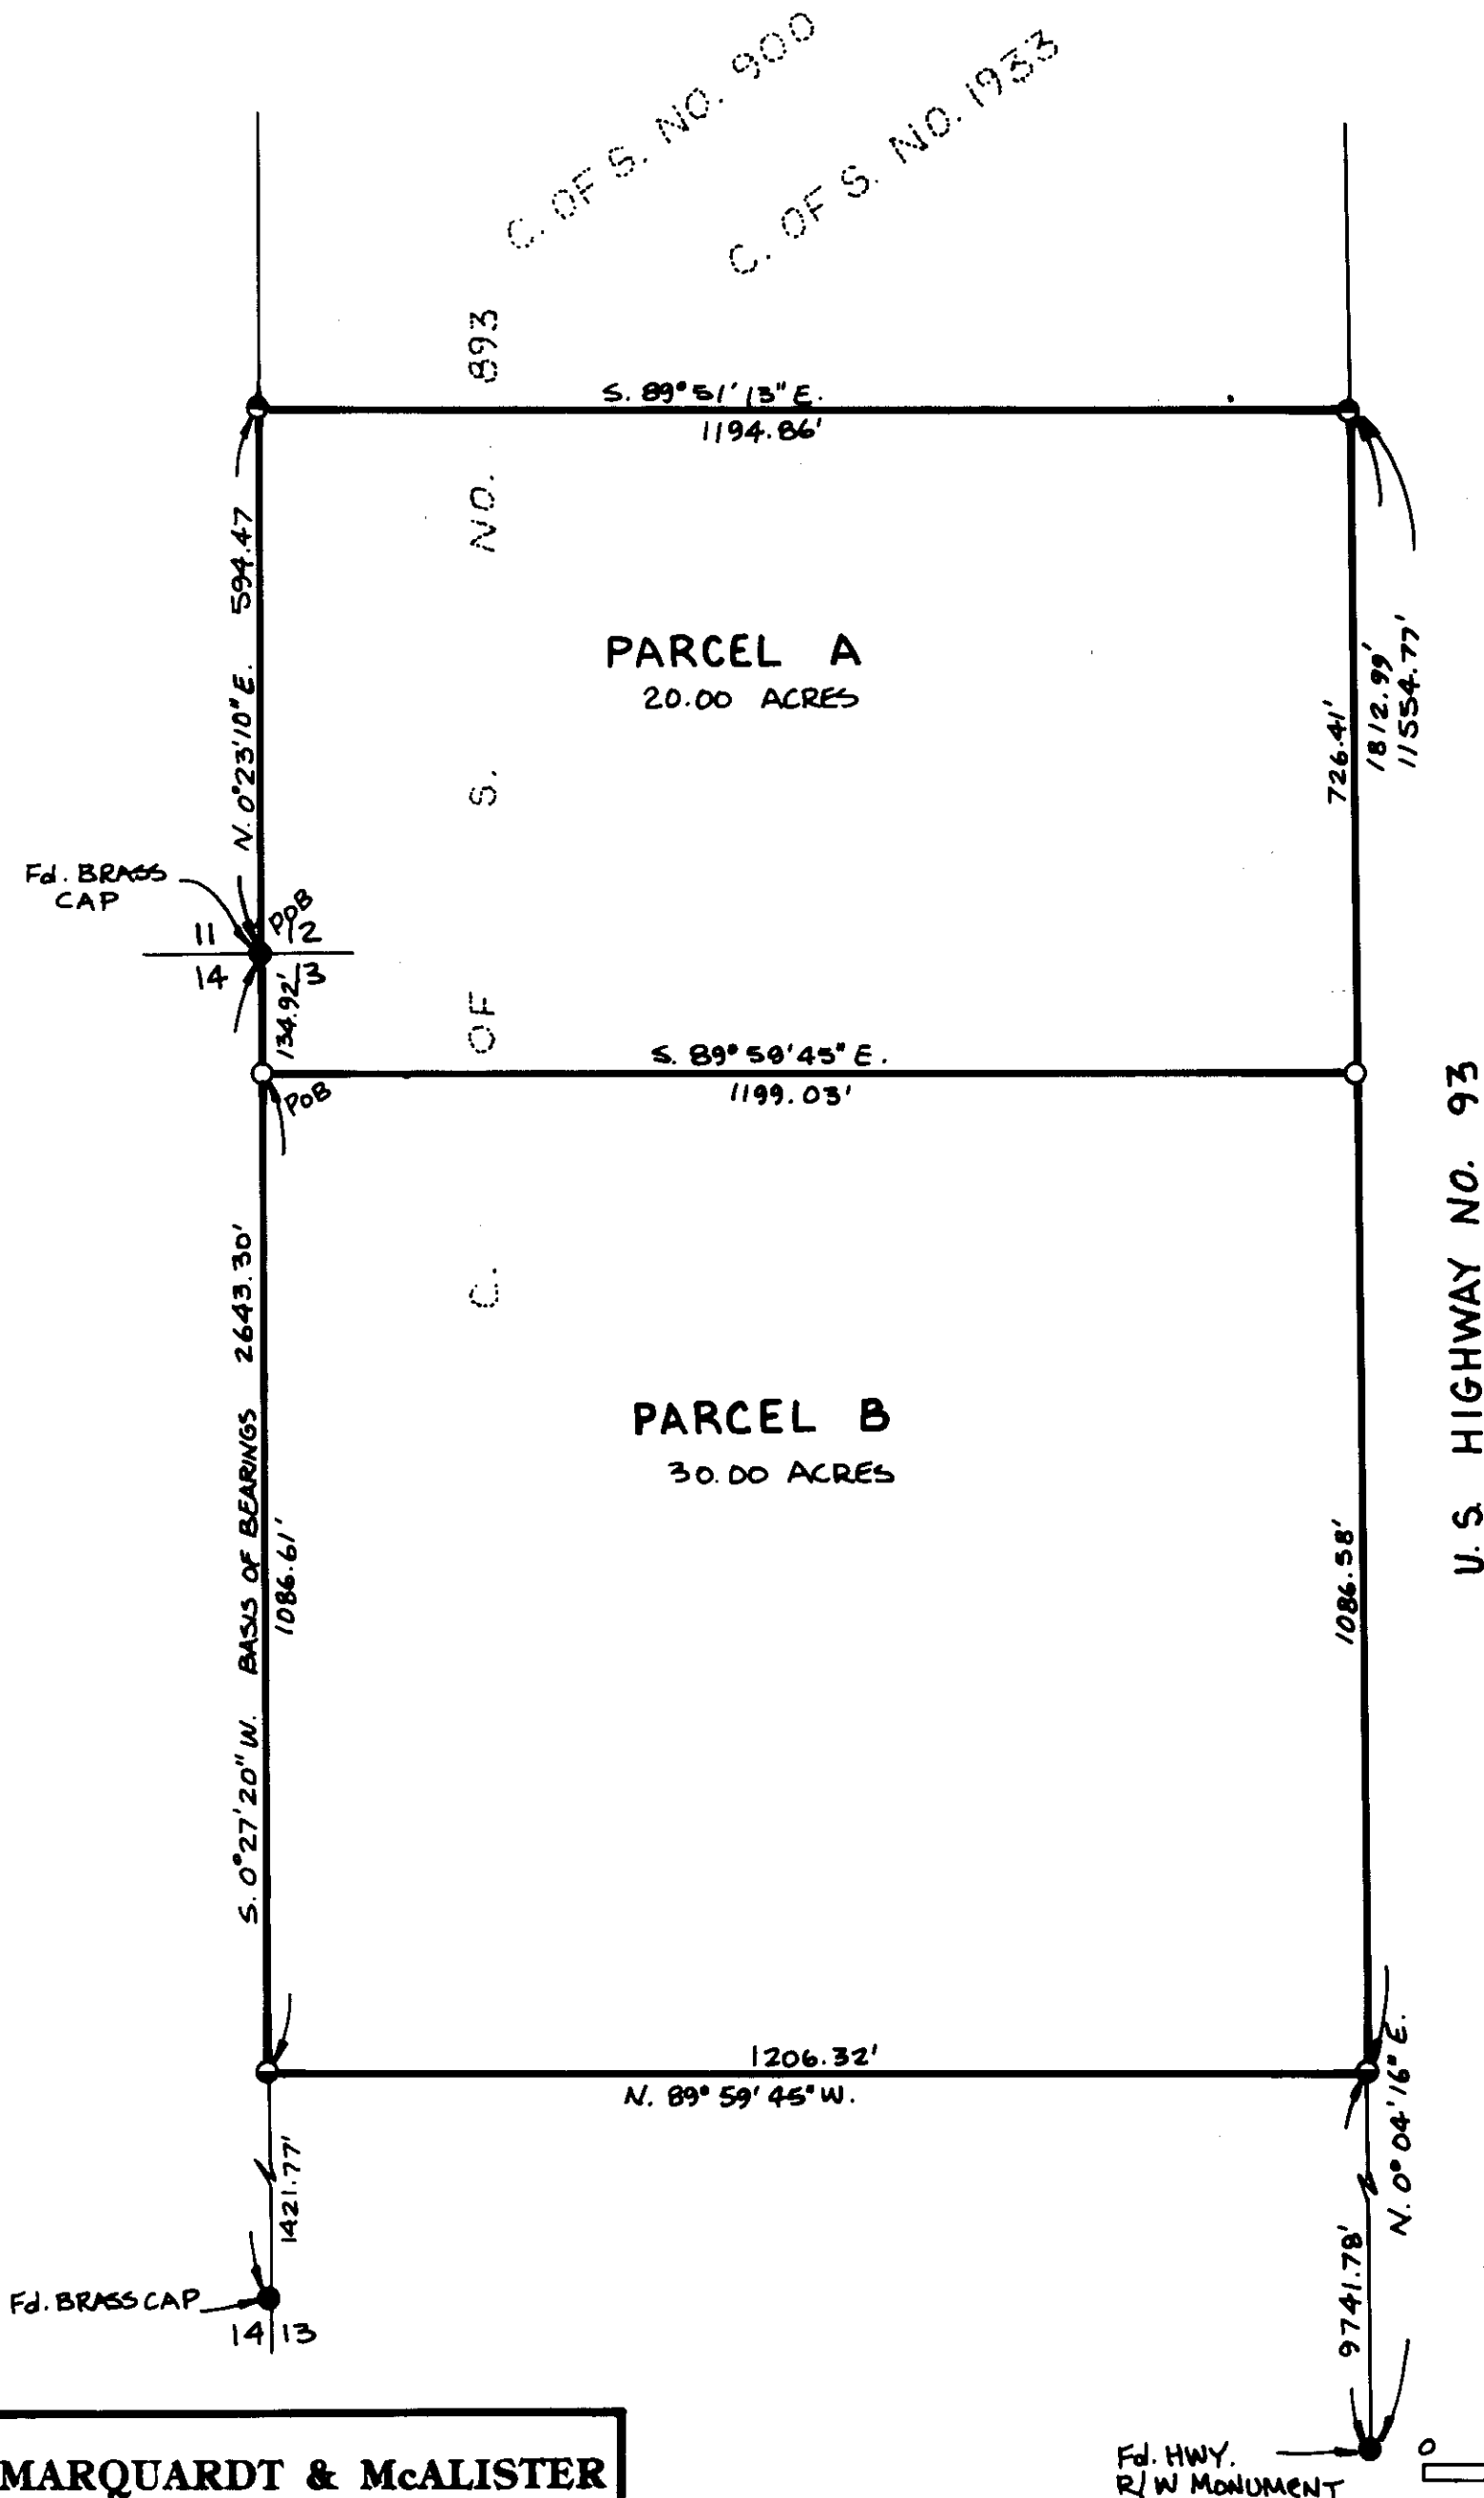 C. OF S. NO. 900
C. OF S. NO. 1933
C. OF S. NO. 893
S. 89°51'13" E.
1194.86'
N. 0°23'10" E. 594.47
PARCEL A
20.00 ACRES
726.41'
1812.99'
11554.77'
Fd. BRASS
CAP
POB
11 12
14 13
134.92'
S. 89°59'45" E.
1199.03'
POB
U.S. HIGHWAY NO. 93
S. 0°27'20" W. BASIS OF BEARINGS 2643.30'
1086.61'
PARCEL B
30.00 ACRES
1086.58'
1206.32'
N. 89°59'45" W.
N. 0°04'16" E.
1421.77'
9741.78'
Fd. BRASS CAP
14 13
Fd. HWY.
R/W MONUMENT
0
MARQUARDT & McALISTER